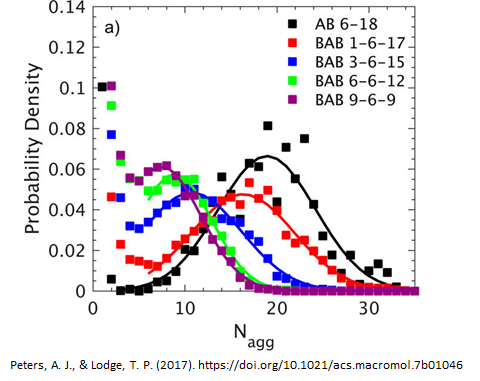 a)
AB 6-18
BAB 1-6-17
BAB 3-6-15
BAB 6-6-12
BAB 9-6-9
Probability Density
0.14
0.12
0.1
0.08
0.06
0.04
0.02
0
0 10 20 30
Nagg
Peters, A. J., & Lodge, T. P. (2017). https://doi.org/10.1021/acs.macromol.7b01046